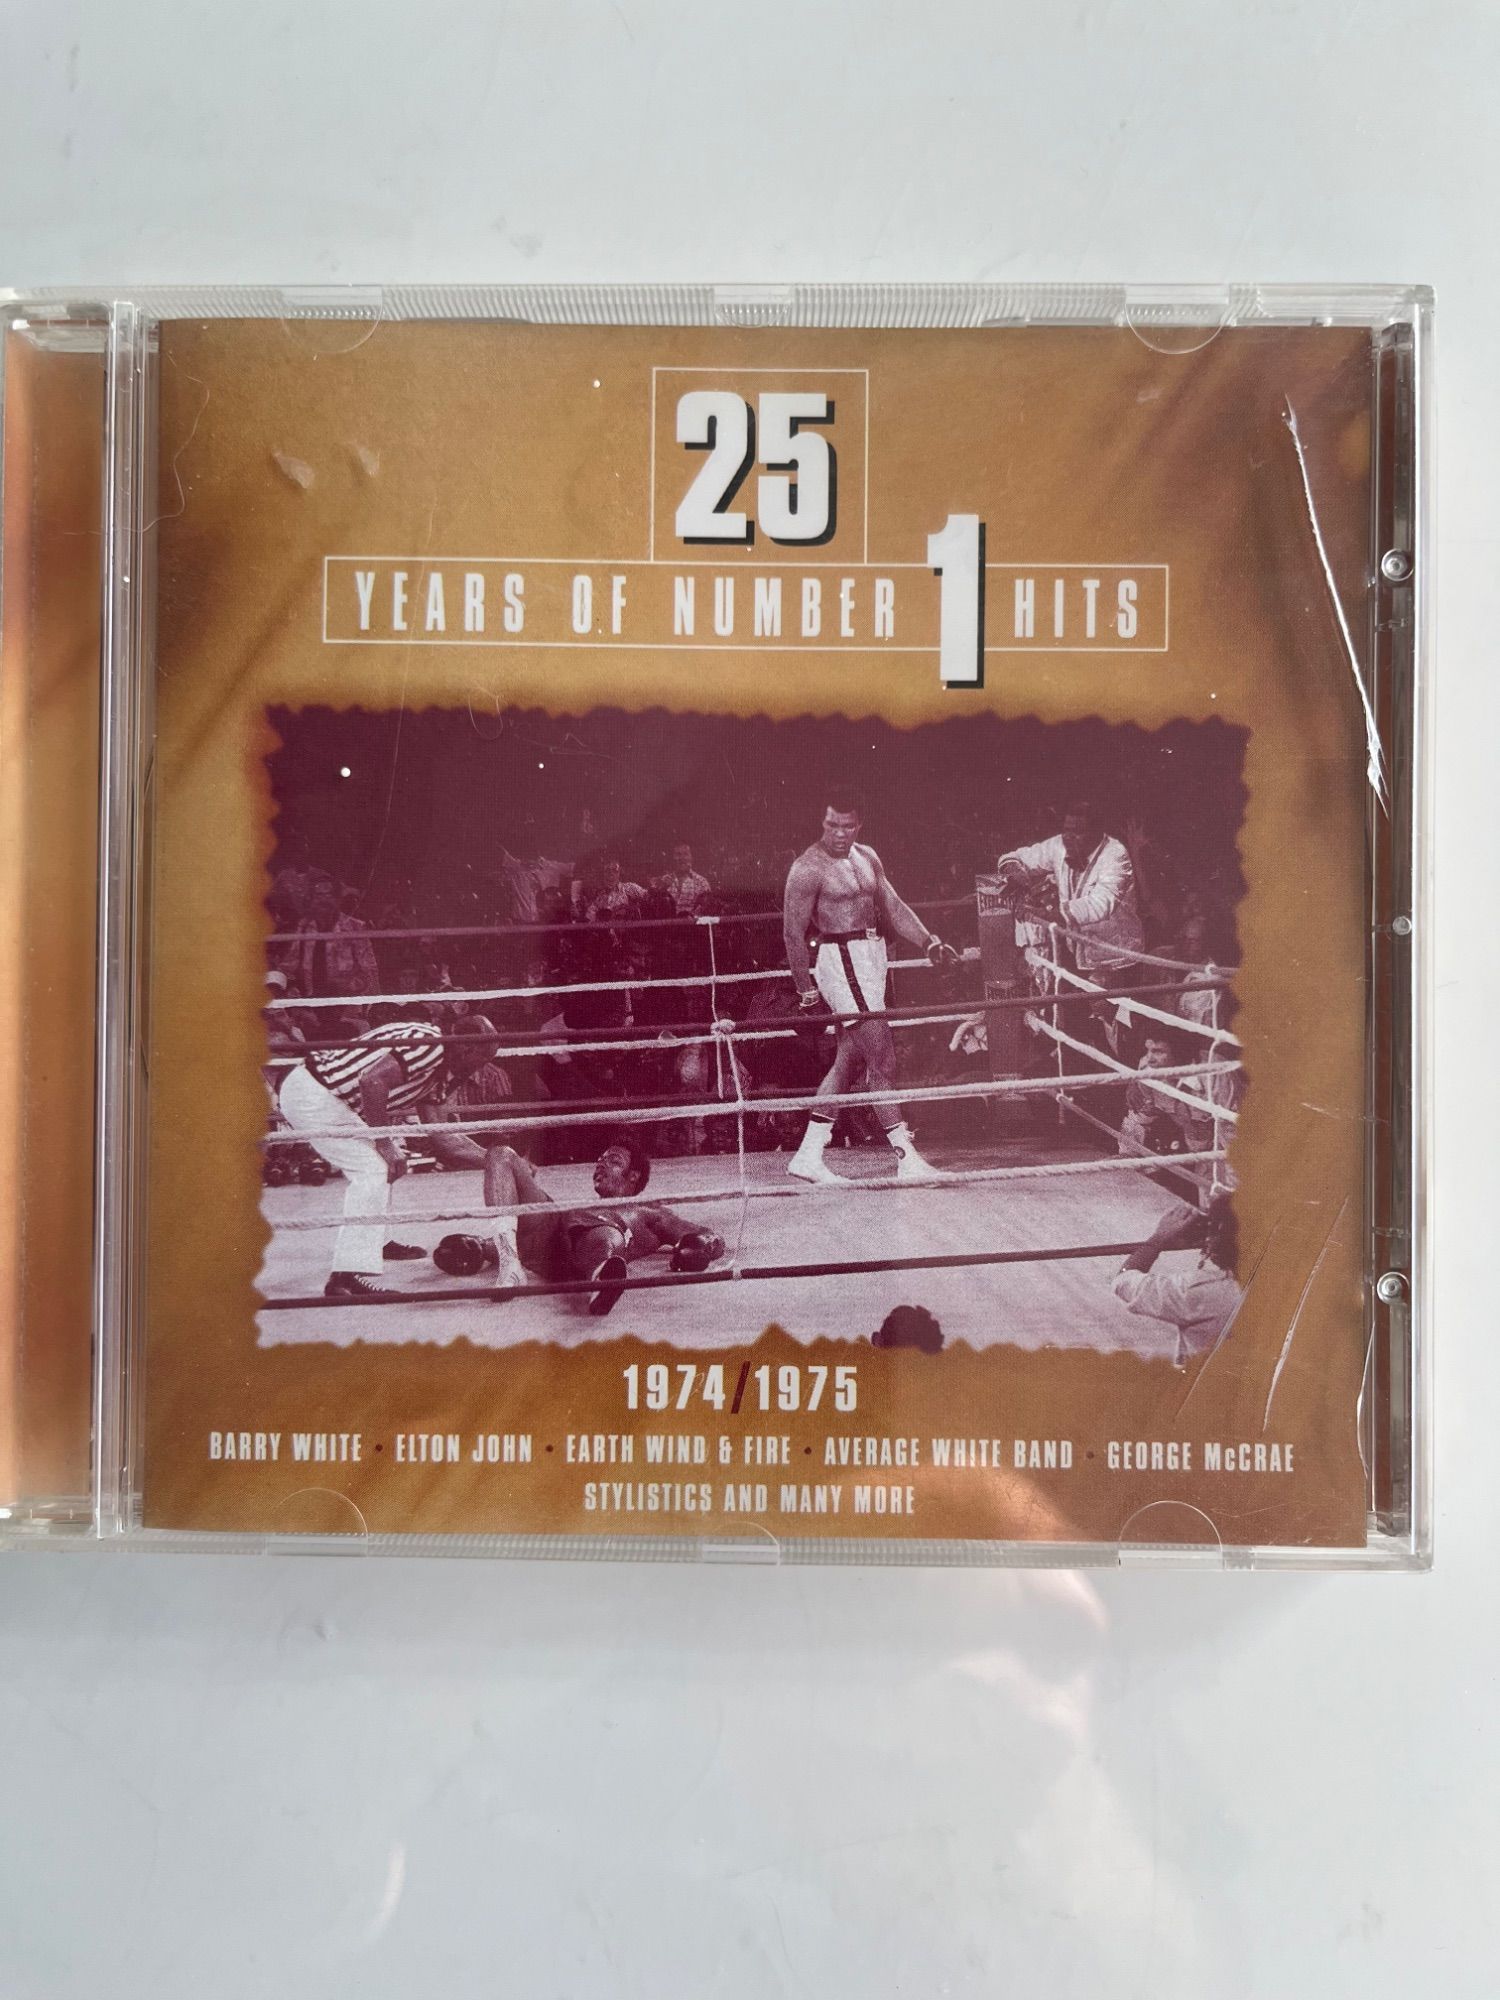 25
YEARS OF NUMBER 1 HITS
EVERLAST
1974/1975
BARRY WHITE • ELTON JOHN • EARTH WIND & FIRE • AVERAGE WHITE BAND • GEORGE McCRAE
STYLISTICS AND MANY MORE